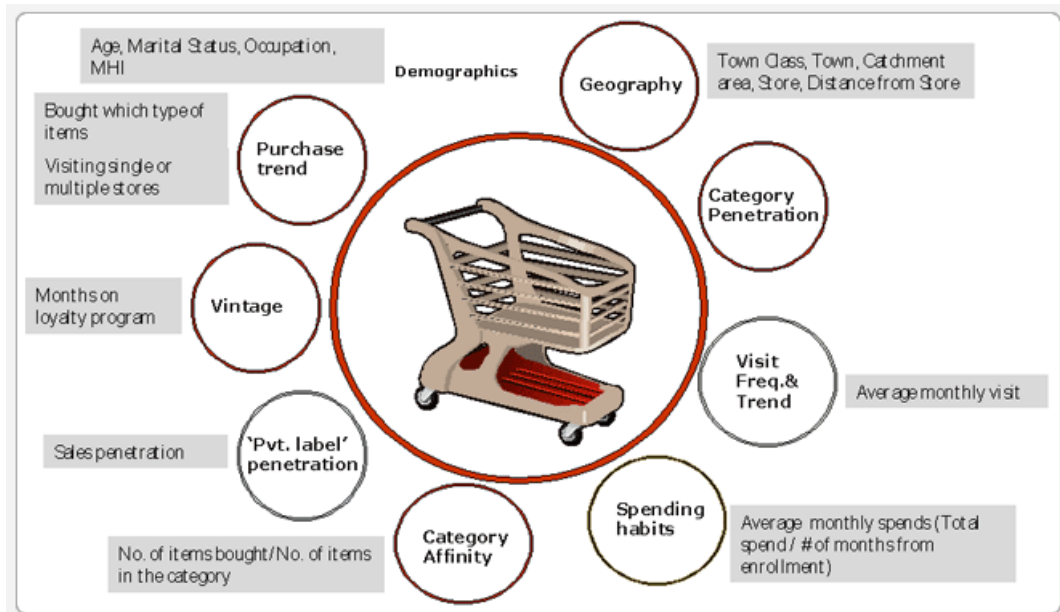 Age, Marital Status, Occupation,
MHI
Demographics
Geography
Town Class, Town, Catchment
area, Store, Distance from Store
Bought which type of
items
Visiting single or
multiple stores
Purchase
trend
Category
Penetration
Months on
loyalty program
Vintage
Visit
Freq.&
Trend
Average monthly visit
Sales penetration
‘Pvt. label’
penetration
Category
Affinity
No. of items bought/ No. of items
in the category
Spending
habits
Average monthly spends (Total
spend / # of months from
enrollment)